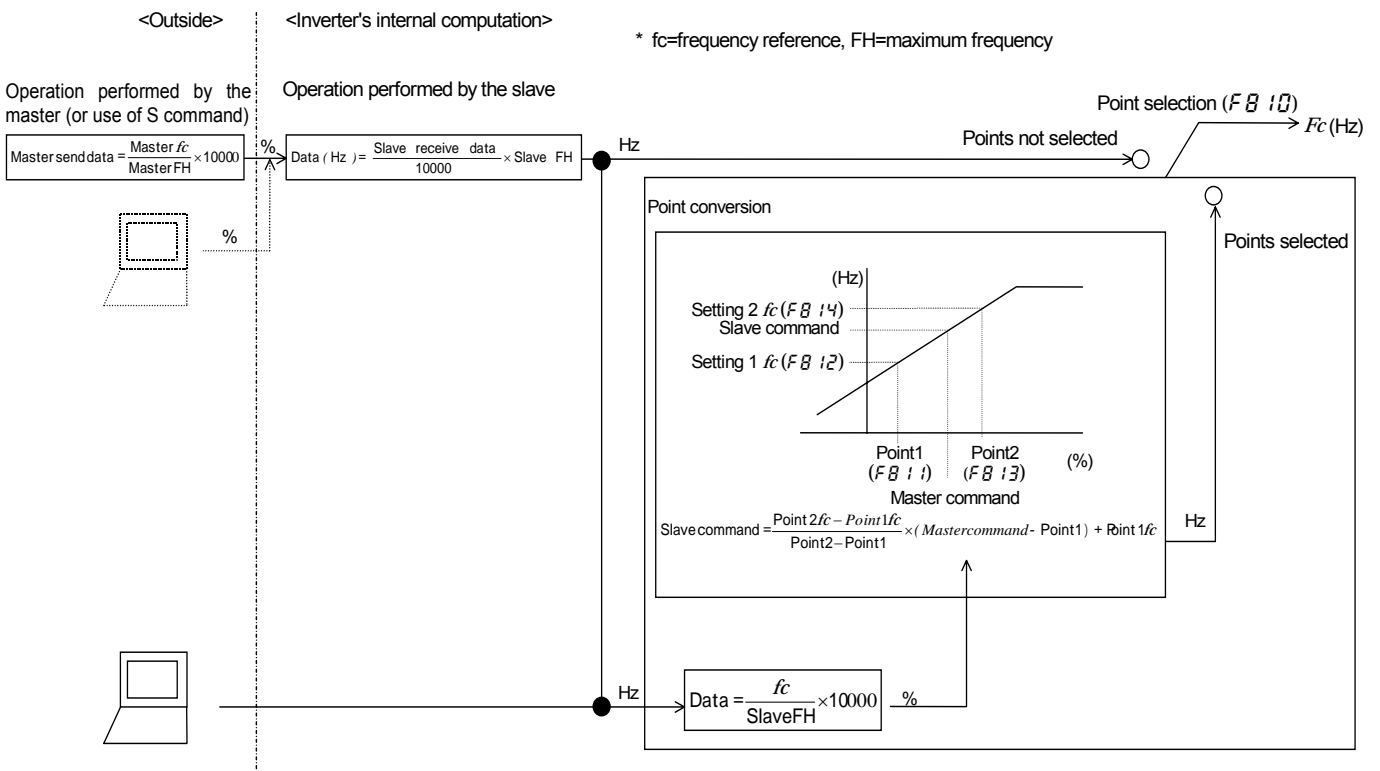 <Outside>
<Inverter's internal computation>
* fc=frequency reference, FH=maximum frequency
Operation performed by the
master (or use of S command)
Operation performed by the slave
Point selection (F810)
Fc (Hz)
Master send data = Master fc / Master FH ×10000
%
Data ( Hz ) = Slave receive data / 10000 × Slave FH
Hz
Points not selected
%
Point conversion
Points selected
(Hz)
Setting 2 fc (F814)
Slave command
Setting 1 fc (F812)
Point1
(F811)
Point2
(F813)
(%)
Master command
Slave command = Point 2fc – Point1fc / Point2 – Point1 ×( Mastercommand - Point1 ) + Point 1fc
Hz
Hz
Data = fc / SlaveFH ×10000
%